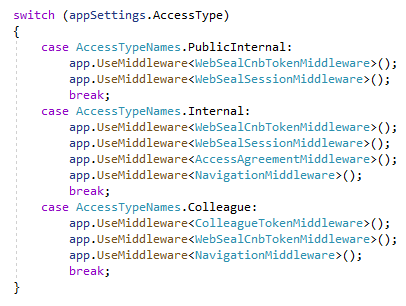 switch (appSettings.AccessType)
{
    case AccessTypeNames.PublicInternal:
        app.UseMiddleware<WebSealCnbTokenMiddleware>();
        app.UseMiddleware<WebSealSessionMiddleware>();
        break;
    case AccessTypeNames.Internal:
        app.UseMiddleware<WebSealCnbTokenMiddleware>();
        app.UseMiddleware<WebSealSessionMiddleware>();
        app.UseMiddleware<AccessAgreementMiddleware>();
        app.UseMiddleware<NavigationMiddleware>();
        break;
    case AccessTypeNames.Colleague:
        app.UseMiddleware<ColleagueTokenMiddleware>();
        app.UseMiddleware<WebSealCnbTokenMiddleware>();
        app.UseMiddleware<NavigationMiddleware>();
        break;
}